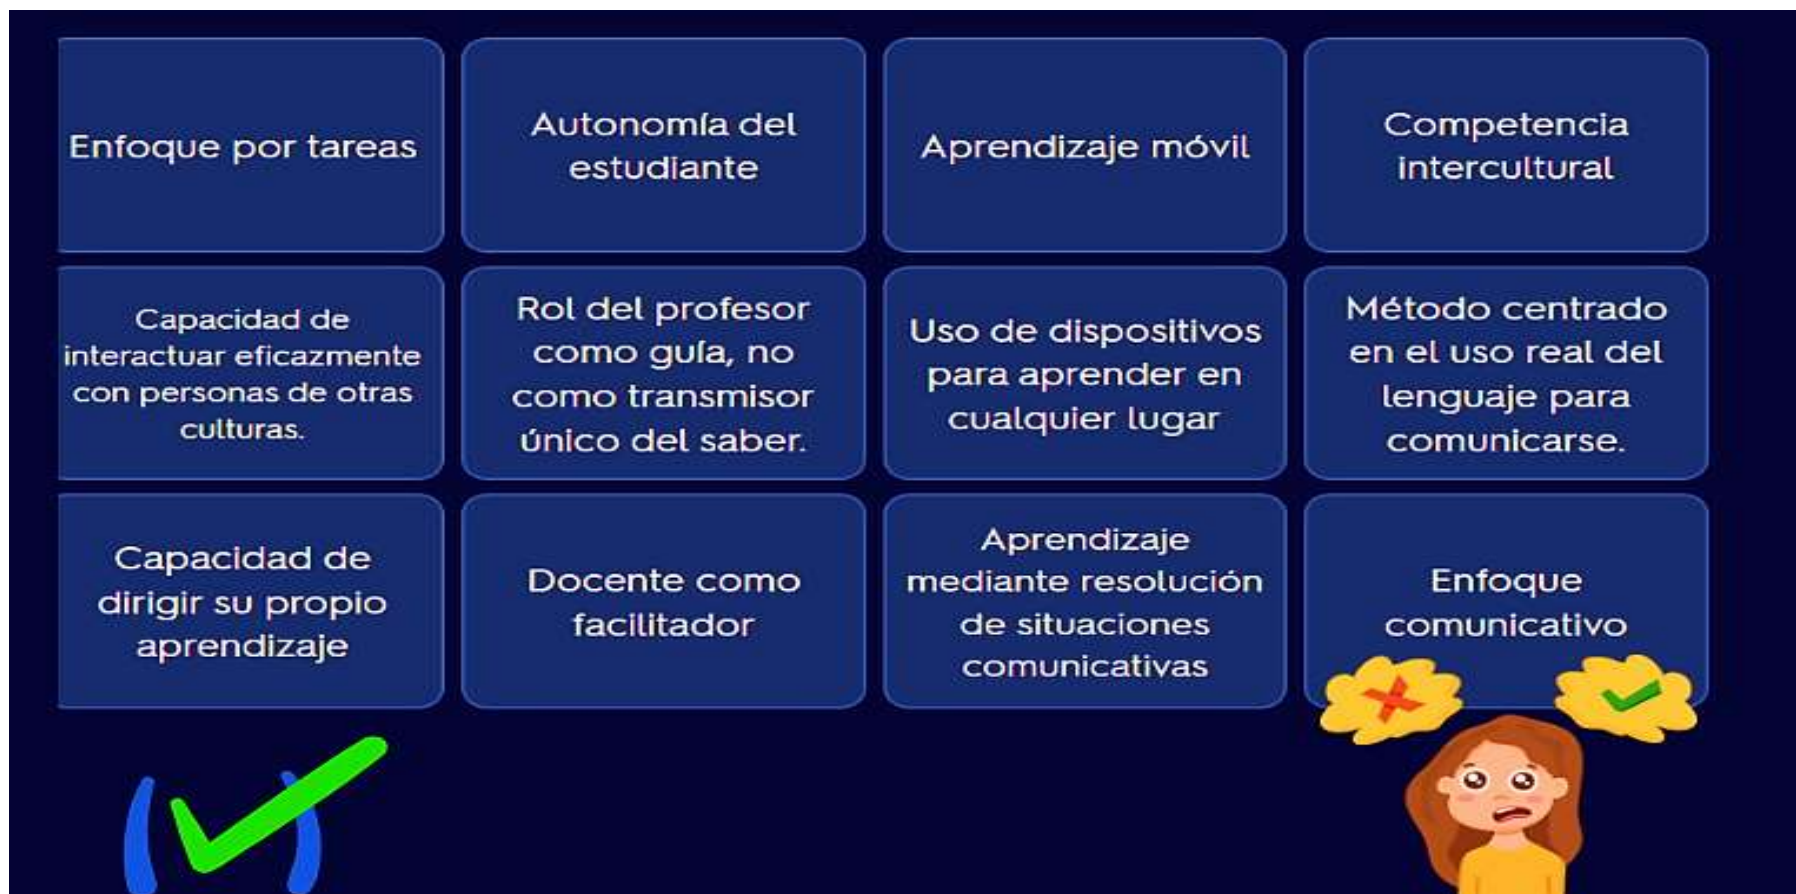 Enfoque por tareas
Autonomía del
estudiante
Aprendizaje móvil
Competencia
intercultural
Capacidad de
interactuar eficazmente
con personas de otras
culturas.
Rol del profesor
como guía, no
como transmisor
único del saber.
Uso de dispositivos
para aprender en
cualquier lugar
Método centrado
en el uso real del
lenguaje para
comunicarse.
Capacidad de
dirigir su propio
aprendizaje
Docente como
facilitador
Aprendizaje
mediante resolución
de situaciones
comunicativas
Enfoque
comunicativo